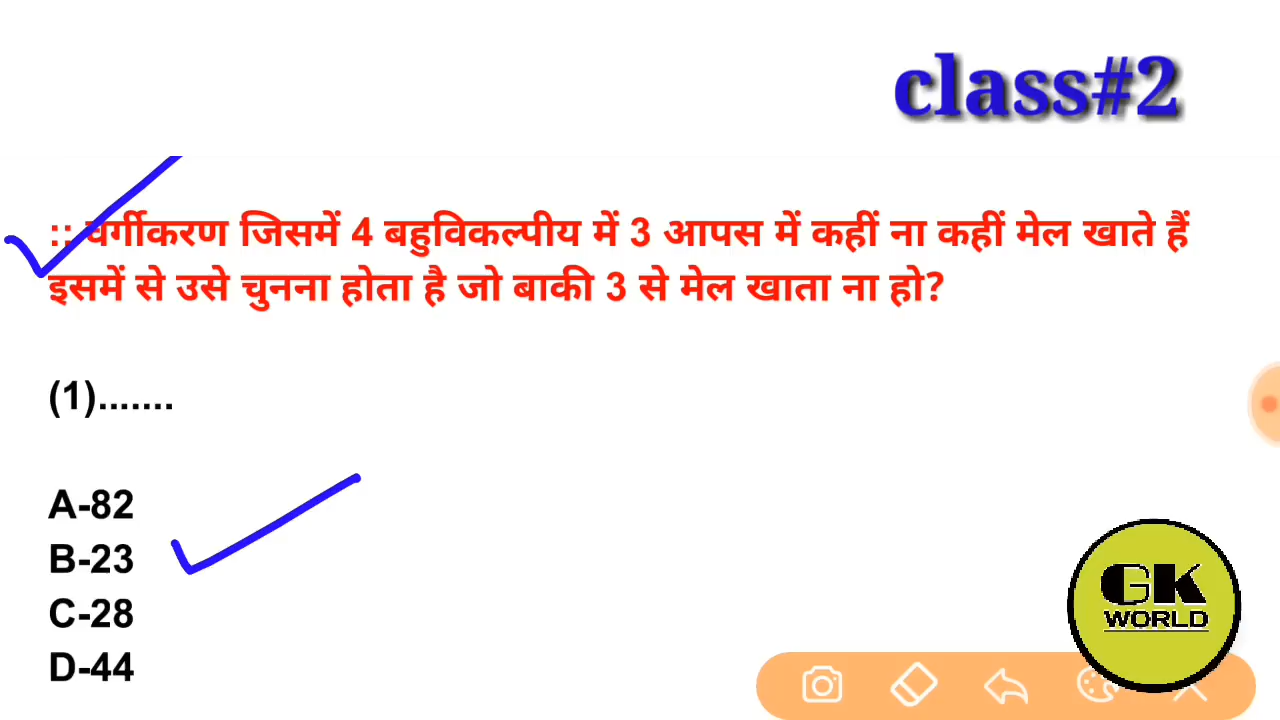 class#2
:: वर्गीकरण जिसमें 4 बहुविकल्पीय में 3 आपस में कहीं ना कहीं मेल खाते हैं
इसमें से उसे चुनना होता है जो बाकी 3 से मेल खाता ना हो?
(1).......
A-82
B-23
C-28
D-44
GK
WORLD